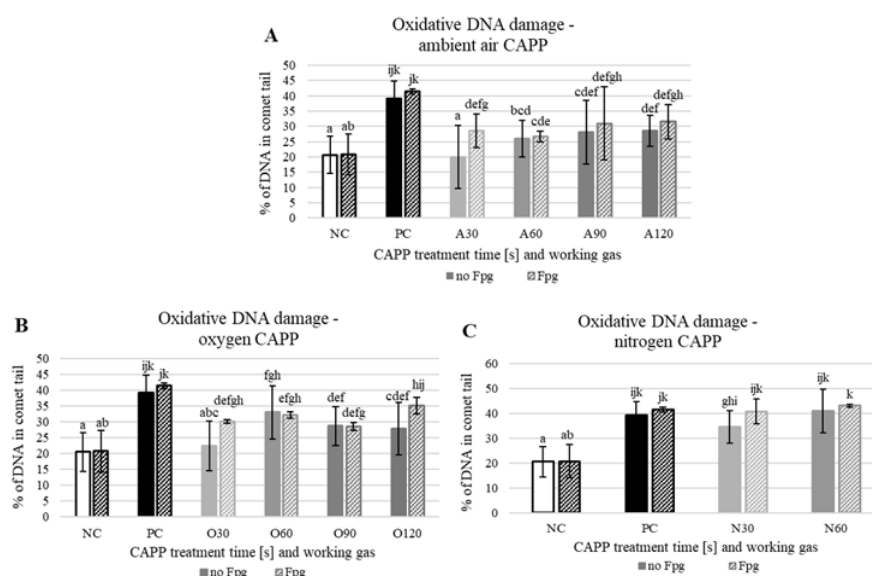 A
Oxidative DNA damage -
ambient air CAPP
% of DNA in comet tail
50
45
40
35
30
25
20
15
10
5
0
a ab ijk jk a defg bcd cde cdef defgh def defgh
NC PC A30 A60 A90 A120
CAPP treatment time [s] and working gas
no Fpg Fpg
B
Oxidative DNA damage -
oxygen CAPP
% of DNA in comet tail
50
45
40
35
30
25
20
15
10
5
0
a ab ijk jk abc defgh fgh efgh def defg cdef hij
NC PC O30 O60 O90 O120
CAPP treatment time [s] and working gas
no Fpg Fpg
C
Oxidative DNA damage -
nitrogen CAPP
% of DNA in comet tail
60
50
40
30
20
10
0
a ab ijk jk ghi ijk ijk k
NC PC N30 N60
CAPP treatment time [s] and working gas
no Fpg Fpg